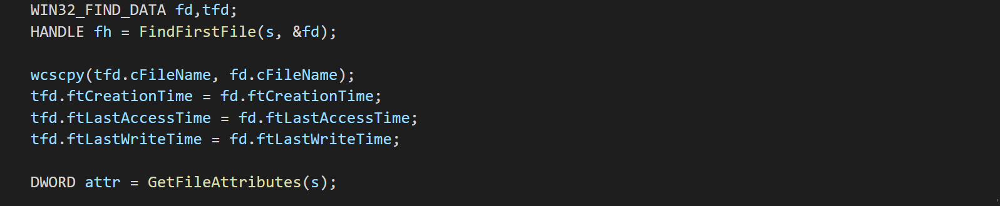 WIN32_FIND_DATA fd,tfd;
HANDLE fh = FindFirstFile(s, &fd);
wcscpy(tfd.cFileName, fd.cFileName);
tfd.ftCreationTime = fd.ftCreationTime;
tfd.ftLastAccessTime = fd.ftLastAccessTime;
tfd.ftLastWriteTime = fd.ftLastWriteTime;
DWORD attr = GetFileAttributes(s);